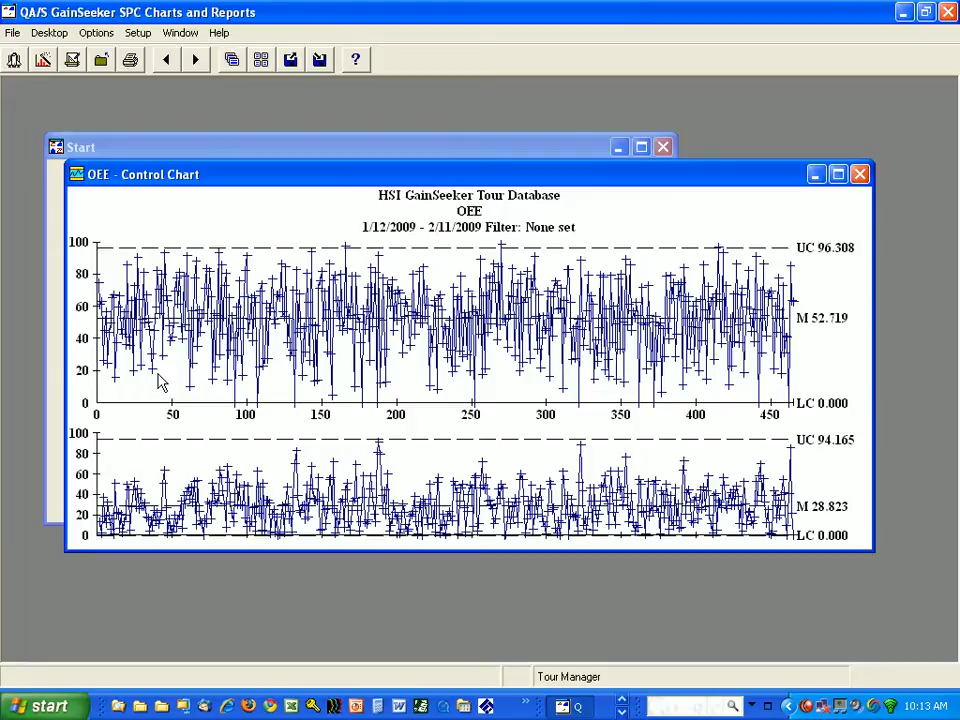 QA/S GainSeeker SPC Charts and Reports
File Desktop Options Setup Window Help
?
Start
OEE - Control Chart
HSI GainSeeker Tour Database
OEE
1/12/2009 - 2/11/2009 Filter: None set
100
UC 96.308
80
60
M 52.719
40
20
0
LC 0.000
0 50 100 150 200 250 300 350 400 450
100
UC 94.165
80
60
40
M 28.823
20
0
LC 0.000
Tour Manager
start
Q
10:13 AM